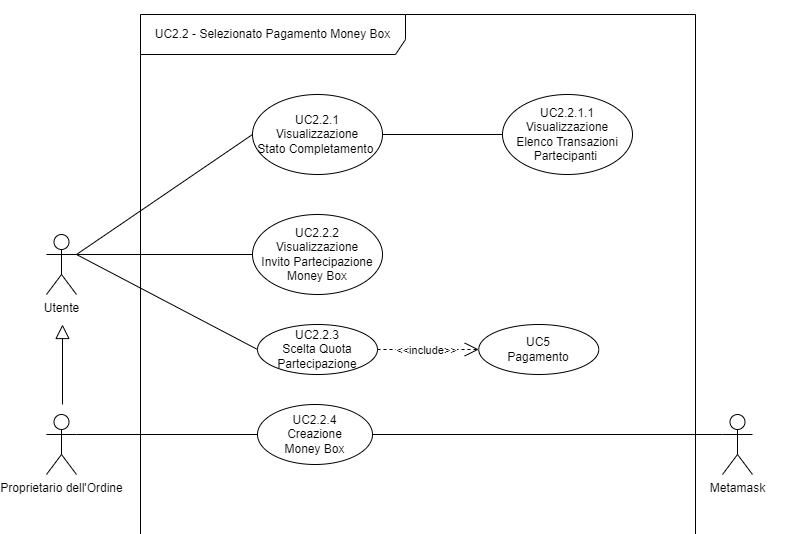 UC2.2 - Selezionato Pagamento Money Box
UC2.2.1
Visualizzazione
Stato Completamento
UC2.2.1.1
Visualizzazione
Elenco Transazioni
Partecipanti
UC2.2.2
Visualizzazione
Invito Partecipazione
Money Box
Utente
UC2.2.3
Scelta Quota
Partecipazione
<<include>>
UC5
Pagamento
UC2.2.4
Creazione
Money Box
Proprietario dell'Ordine
Metamask